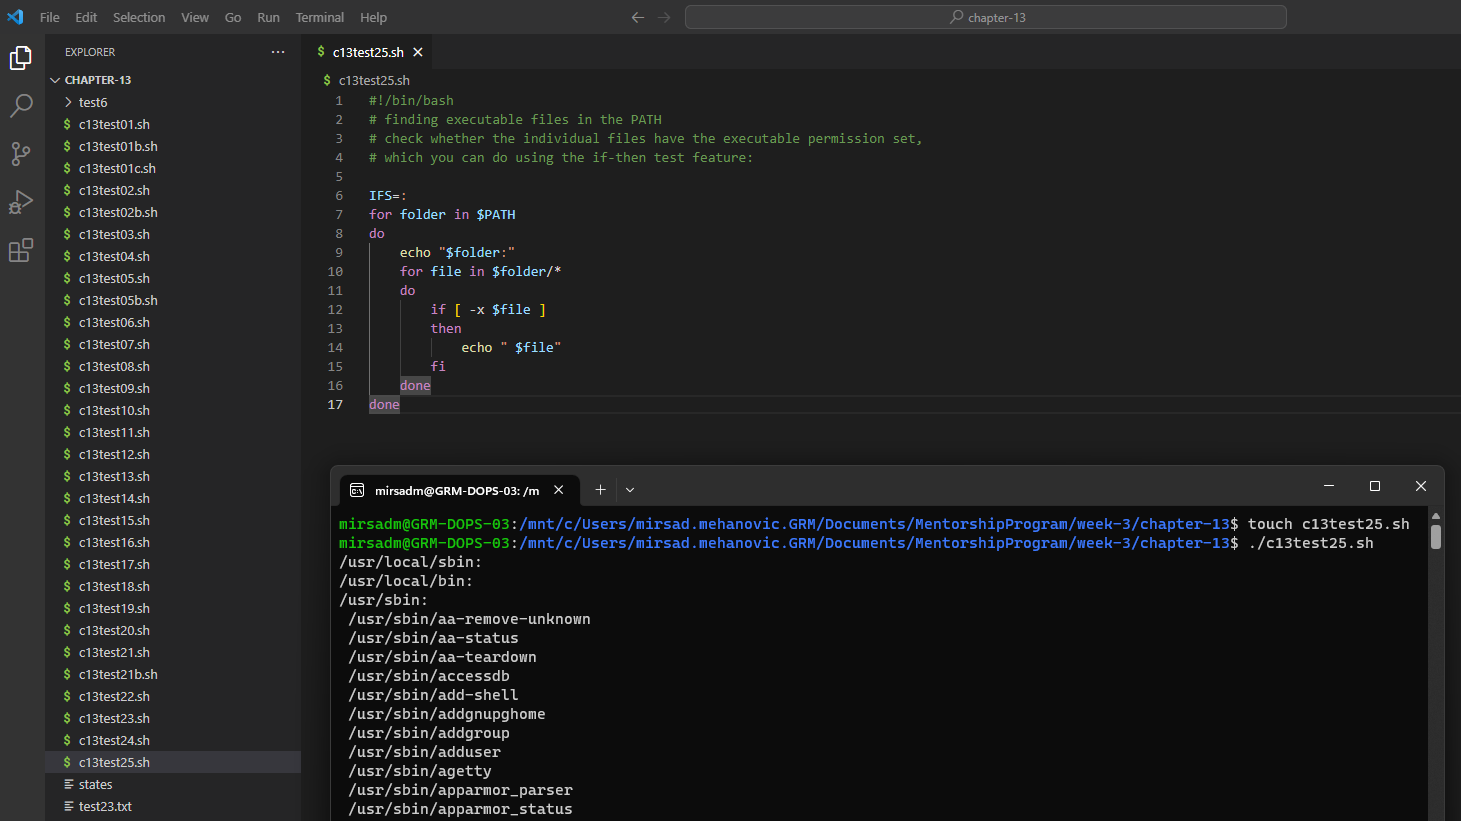 File Edit Selection View Go Run Terminal Help
chapter-13
EXPLORER
CHAPTER-13
test6
c13test01.sh
c13test01b.sh
c13test01c.sh
c13test02.sh
c13test02b.sh
c13test03.sh
c13test04.sh
c13test05.sh
c13test05b.sh
c13test06.sh
c13test07.sh
c13test08.sh
c13test09.sh
c13test10.sh
c13test11.sh
c13test12.sh
c13test13.sh
c13test14.sh
c13test15.sh
c13test16.sh
c13test17.sh
c13test18.sh
c13test19.sh
c13test20.sh
c13test21.sh
c13test21b.sh
c13test22.sh
c13test23.sh
c13test24.sh
c13test25.sh
states
test23.txt
$ c13test25.sh
$ c13test25.sh
1 #!/bin/bash
2 # finding executable files in the PATH
3 # check whether the individual files have the executable permission set,
4 # which you can do using the if-then test feature:
5
6 IFS=:
7 for folder in $PATH
8 do
9 echo "$folder:"
10 for file in $folder/*
11 do
12 if [ -x $file ]
13 then
14 echo " $file"
15 fi
16 done
17 done
mirsadm@GRM-DOPS-03: /m
mirsadm@GRM-DOPS-03:/mnt/c/Users/mirsad.mehanovic.GRM/Documents/MentorshipProgram/week-3/chapter-13$ touch c13test25.sh
mirsadm@GRM-DOPS-03:/mnt/c/Users/mirsad.mehanovic.GRM/Documents/MentorshipProgram/week-3/chapter-13$ ./c13test25.sh
/usr/local/sbin:
/usr/local/bin:
/usr/sbin:
/usr/sbin/aa-remove-unknown
/usr/sbin/aa-status
/usr/sbin/aa-teardown
/usr/sbin/accessdb
/usr/sbin/add-shell
/usr/sbin/addgnupghome
/usr/sbin/addgroup
/usr/sbin/adduser
/usr/sbin/agetty
/usr/sbin/apparmor_parser
/usr/sbin/apparmor_status